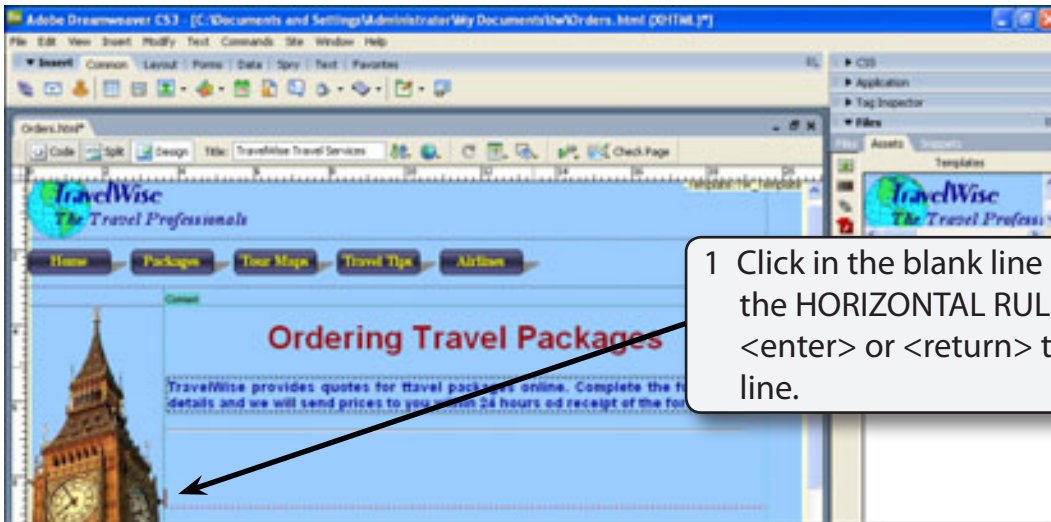 Adobe Dreamweaver CS3 - [C:\Documents and Settings\Administrator\My Documents\tw\Orders.html (XHTML)*]
File Edit View Insert Modify Text Commands Site Window Help
▼ Insert Common Layout Forms Data Spry Text Favorites
CSS
Application
Tag Inspector
Files
Orders.html*
Code Split Design Title: TravelWise Travel Services Check Page
Files Assets Snippets
Templates
TravelWise
The Travel Professionals
TravelWise
The Travel Professi
Home Packages Tour Maps Travel Tips Airlines
Content
Ordering Travel Packages
TravelWise provides quotes for ttavel packages online. Complete the f
details and we will send prices to you within 24 hours od receipt of the for
1 Click in the blank line
the HORIZONTAL RUL
<enter> or <return> t
line.